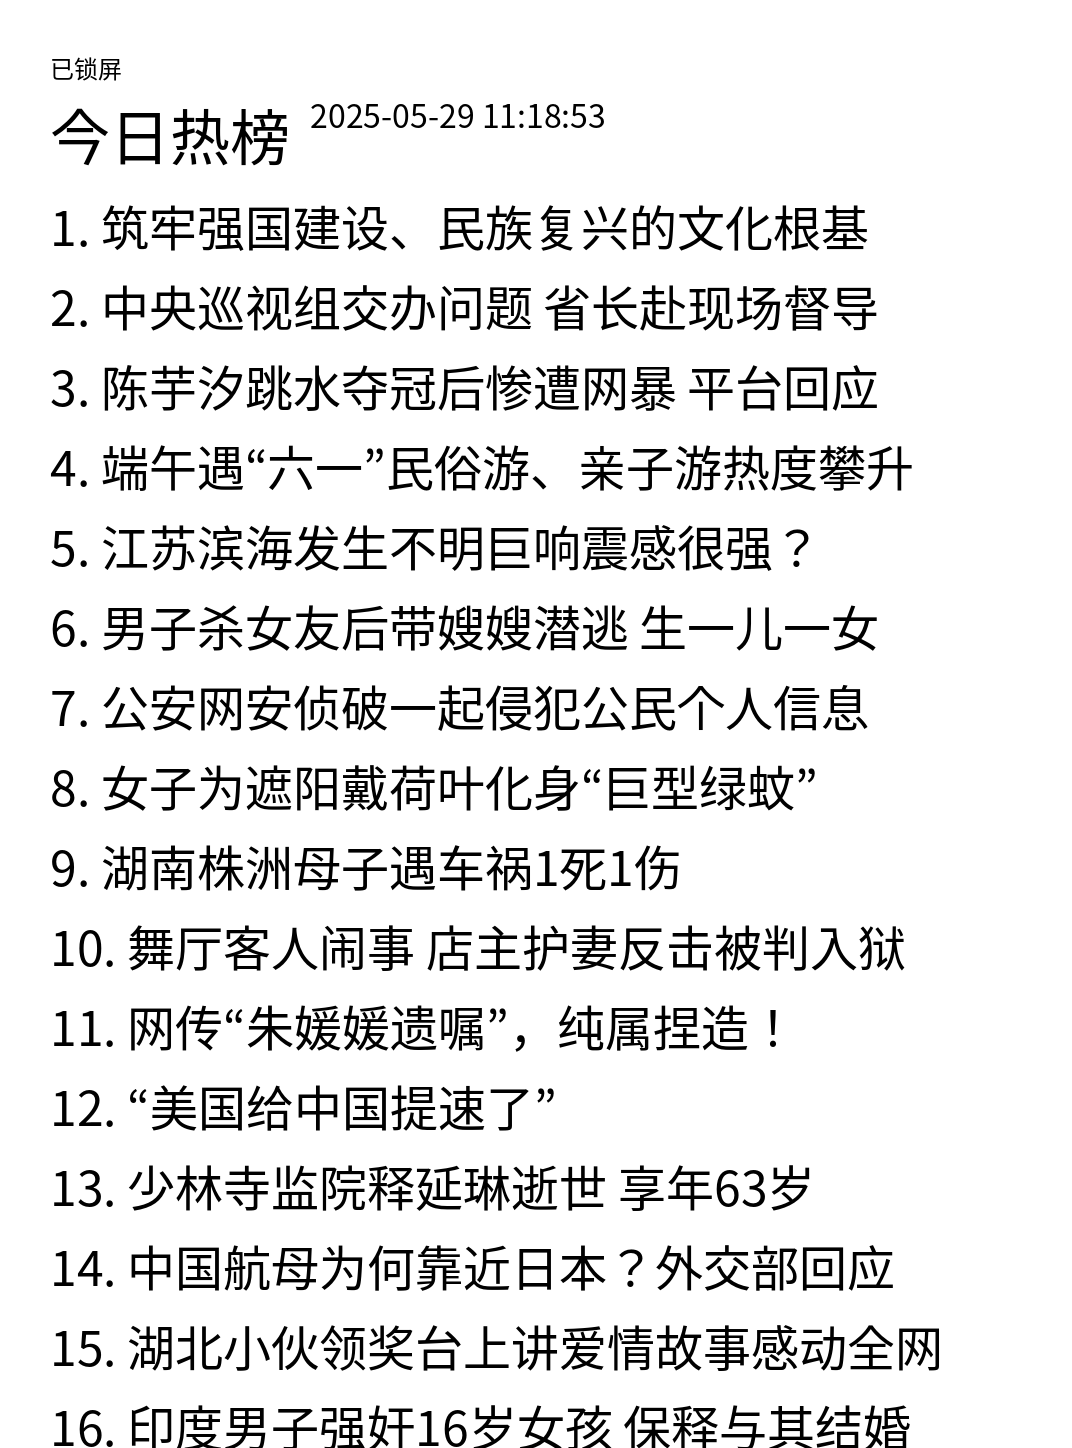 已锁屏
今日热榜 2025-05-29 11:18:53
1. 筑牢强国建设、民族复兴的文化根基
2. 中央巡视组交办问题 省长赴现场督导
3. 陈芋汐跳水夺冠后惨遭网暴 平台回应
4. 端午遇“六一”民俗游、亲子游热度攀升
5. 江苏滨海发生不明巨响震感很强？
6. 男子杀女友后带嫂嫂潜逃 生一儿一女
7. 公安网安侦破一起侵犯公民个人信息
8. 女子为遮阳戴荷叶化身“巨型绿蚊”
9. 湖南株洲母子遇车祸1死1伤
10. 舞厅客人闹事 店主护妻反击被判入狱
11. 网传“朱媛媛遗嘱”，纯属捏造！
12. “美国给中国提速了”
13. 少林寺监院释延琳逝世 享年63岁
14. 中国航母为何靠近日本？外交部回应
15. 湖北小伙领奖台上讲爱情故事感动全网
16. 印度男子强奸16岁女孩 保释与其结婚